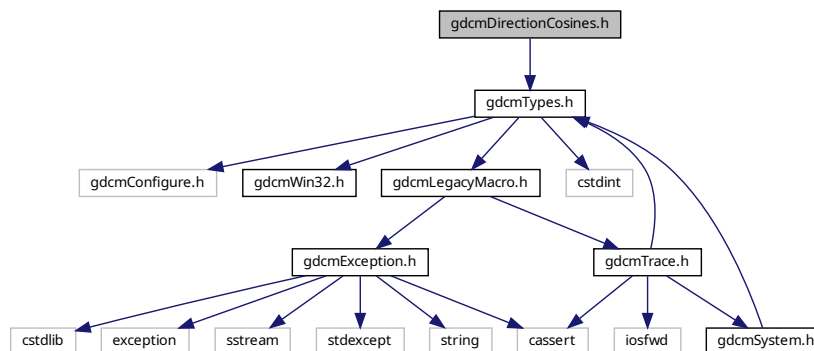 gdcmDirectionCosines.h
gdcmTypes.h
gdcmConfigure.h
gdcmWin32.h
gdcmLegacyMacro.h
cstdint
gdcmException.h
gdcmTrace.h
cstdlib
exception
sstream
stdexcept
string
cassert
iosfwd
gdcmSystem.h